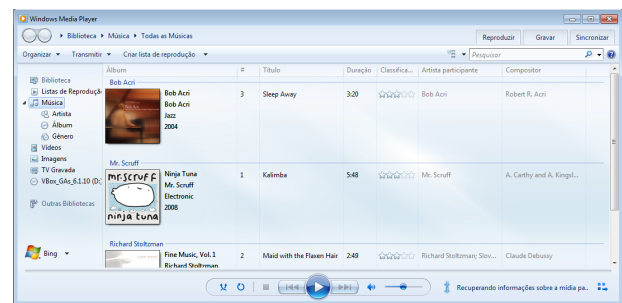 Windows Media Player
Biblioteca ▸ Música ▸ Todas as Músicas
Reproduzir Gravar Sincronizar
Organizar Transmitir Criar lista de reprodução Pesquisar
Álbum # Título Duração Classifica... Artista participante Compositor
Biblioteca
Listas de Reproduçã
Música
Artista
Álbum
Gênero
Vídeos
Imagens
TV Gravada
VBox_GAs_6.1.10 (D:
Outras Bibliotecas
Bing
Bob Acri
Bob Acri 3 Sleep Away 3:20 Bob Acri Robert R. Acri
Bob Acri
Jazz
2004
Mr. Scruff
mr.scruff
ninja tuna
Ninja Tuna 1 Kalimba 5:48 Mr. Scruff A. Carthy and A. Kingsl...
Mr. Scruff
Electronic
2008
Richard Stoltzman
Fine Music, Vol. 1 2 Maid with the Flaxen Hair 2:49 Richard Stoltzman; Slov... Claude Debussy
Richard Stoltzman
Recuperando informações sobre a mídia pa..